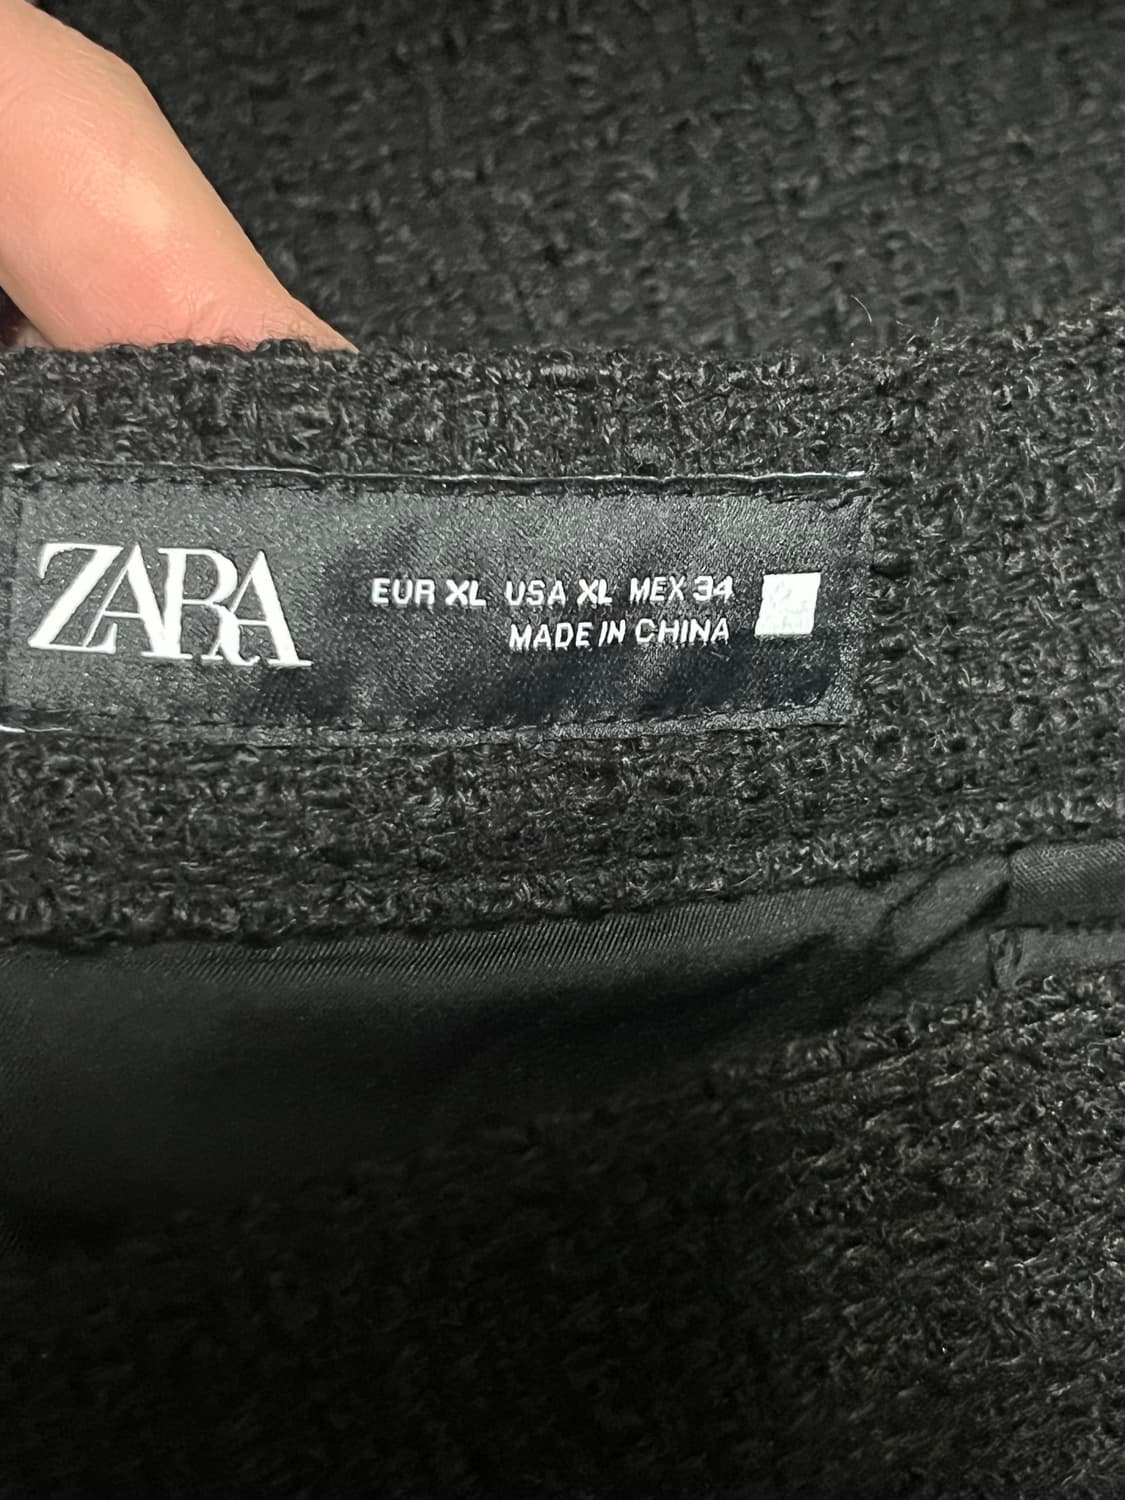 ZARA
EUR XL USA XL MEX 34
MADE IN CHINA